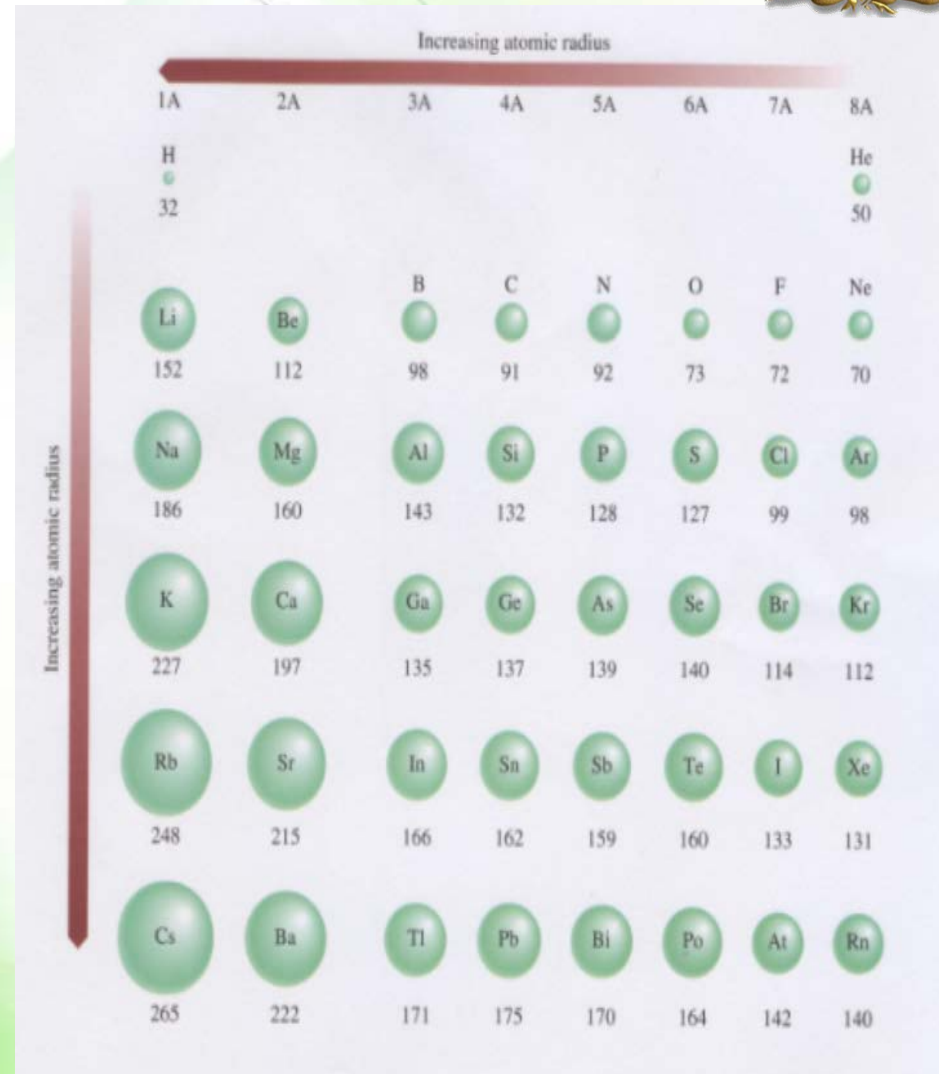 Increasing atomic radius
1A 2A 3A 4A 5A 6A 7A 8A
H He
32 50
B C N O F Ne
Li Be
152 112 98 91 92 73 72 70
Na Mg Al Si P S Cl Ar
186 160 143 132 128 127 99 98
Increasing atomic radius
K Ca Ga Ge As Se Br Kr
227 197 135 137 139 140 114 112
Rb Sr In Sn Sb Te I Xe
248 215 166 162 159 160 133 131
Cs Ba Tl Pb Bi Po At Rn
265 222 171 175 170 164 142 140